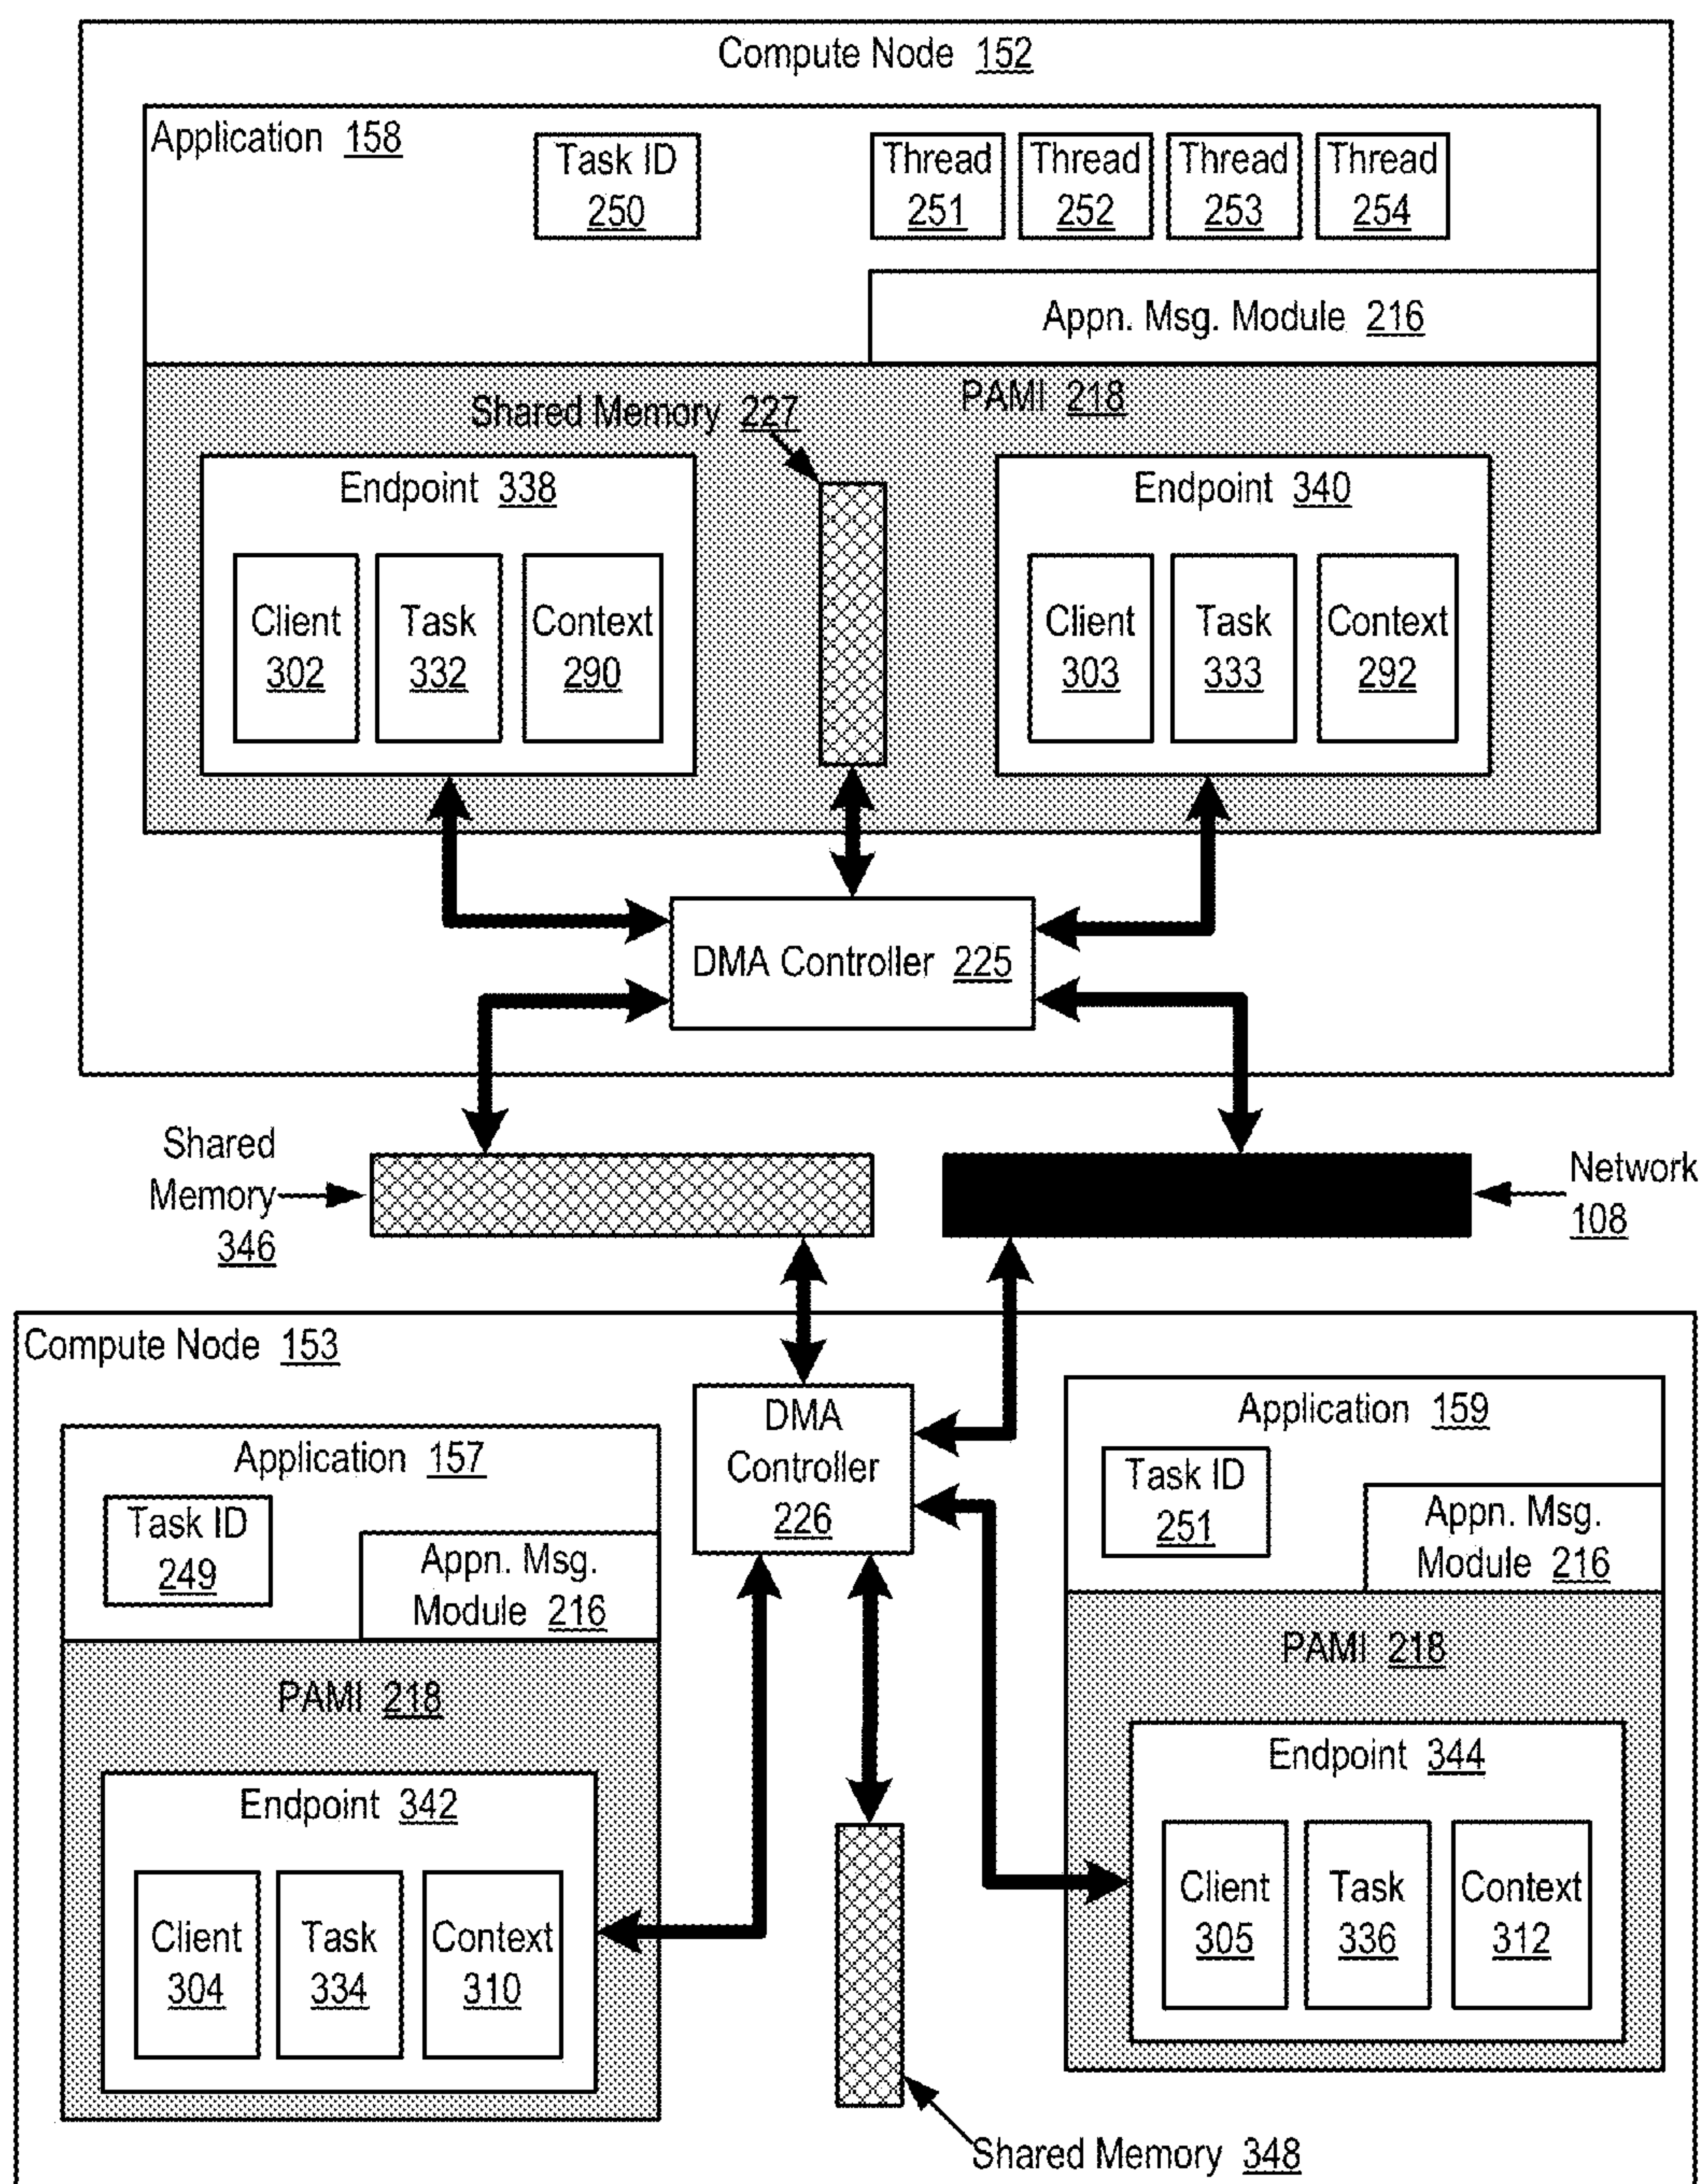 Compute Node 152
Application 158
Task ID
250
Thread
251
Thread
252
Thread
253
Thread
254
Appn. Msg. Module 216
PAMI 218
Shared Memory 227
Endpoint 338
Client
302
Task
332
Context
290
Endpoint 340
Client
303
Task
333
Context
292
DMA Controller 225
Shared
Memory
346
Network
108
Compute Node 153
DMA
Controller
226
Application 157
Task ID
249
Appn. Msg.
Module 216
PAMI 218
Endpoint 342
Client
304
Task
334
Context
310
Application 159
Task ID
251
Appn. Msg.
Module 216
PAMI 218
Endpoint 344
Client
305
Task
336
Context
312
Shared Memory 348